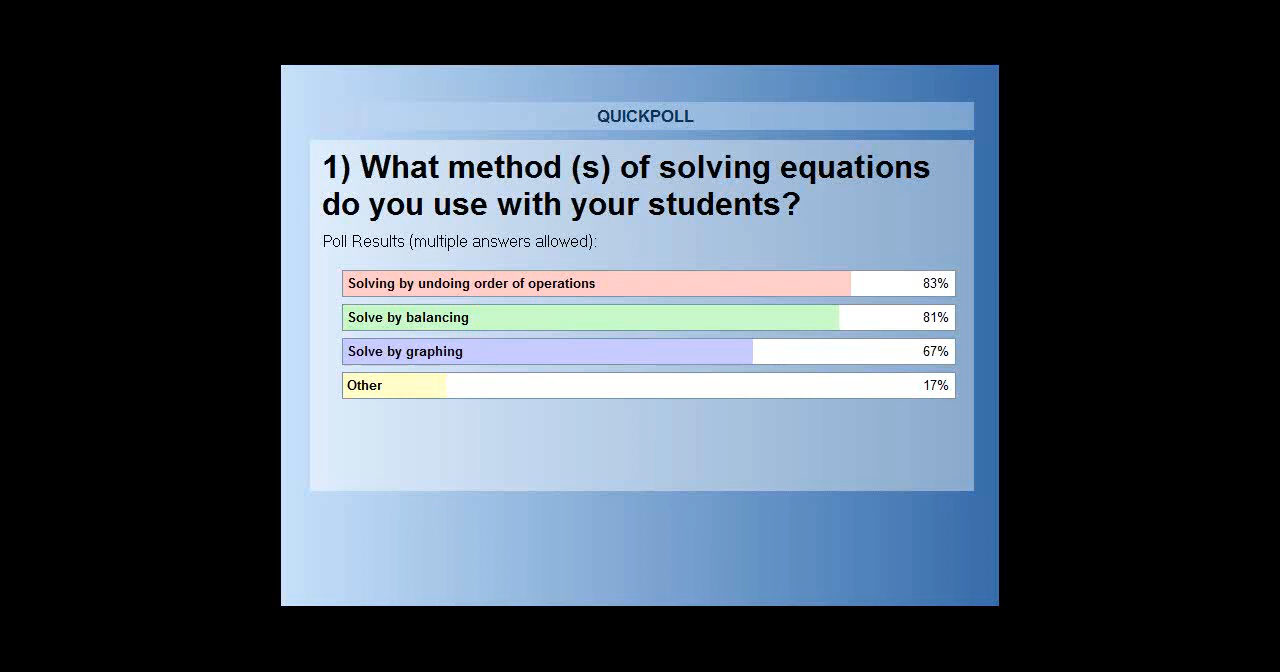 QUICKPOLL
1) What method (s) of solving equations
do you use with your students?
Poll Results (multiple answers allowed):
Solving by undoing order of operations 83%
Solve by balancing 81%
Solve by graphing 67%
Other 17%